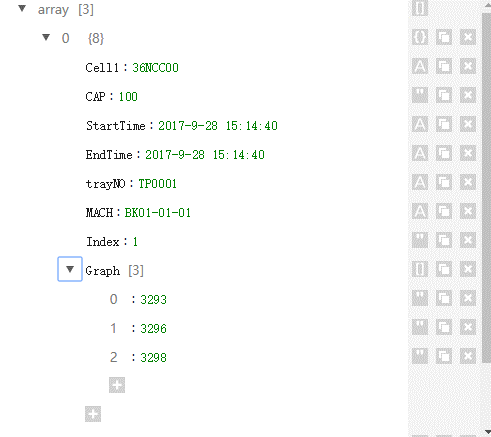 array [3]
0 {8}
Cell1:36NCC00
CAP:100
StartTime:2017-9-28 15:14:40
EndTime:2017-9-28 15:14:40
trayNO:TP0001
MACH:BK01-01-01
Index:1
Graph [3]
0 :3293
1 :3296
2 :3298